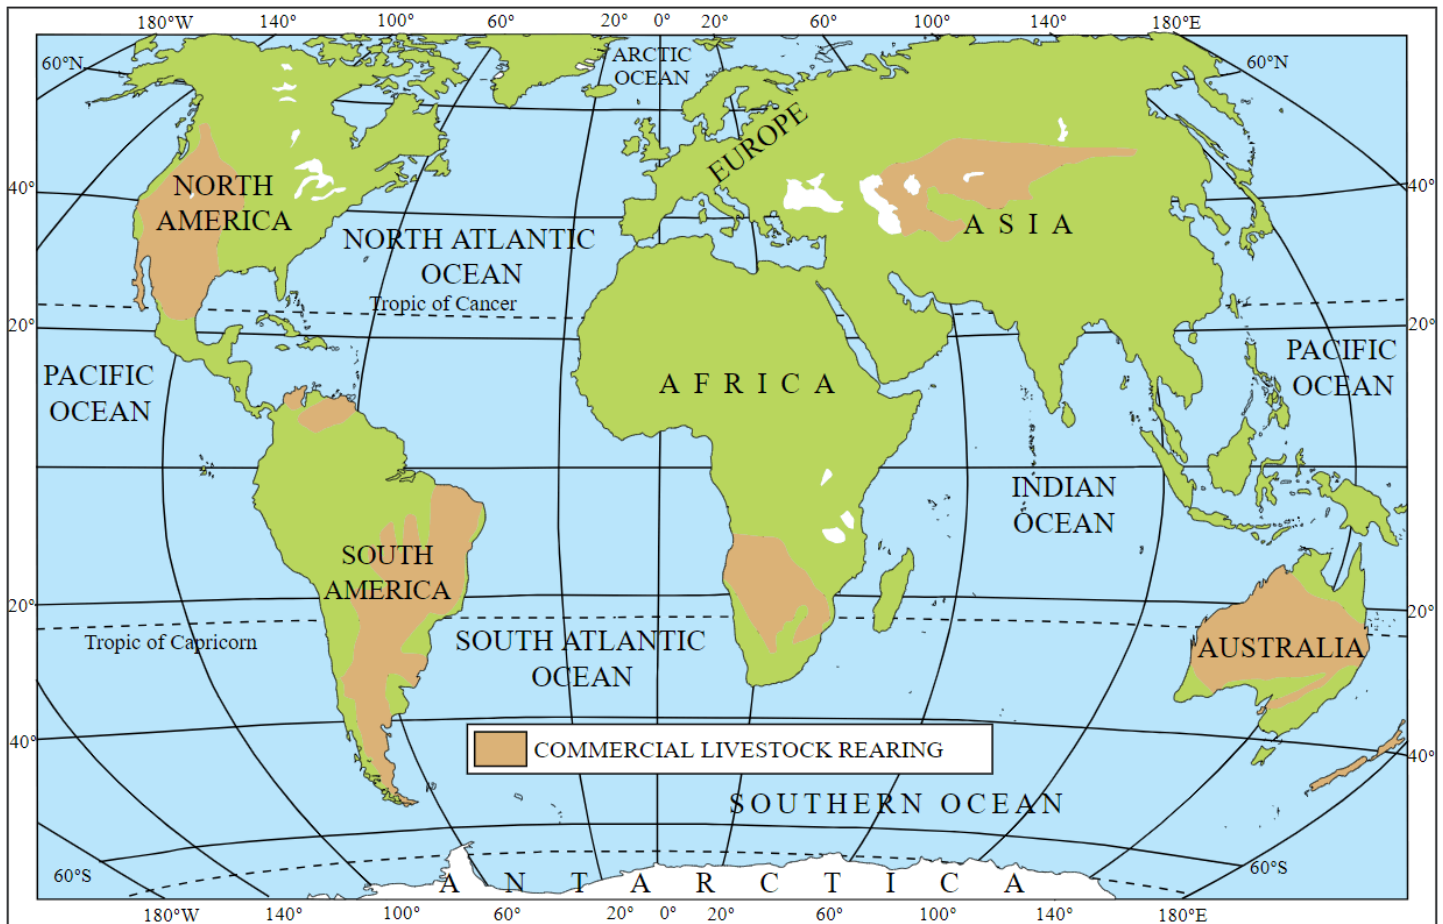 180°W 140° 100° 60° 20° 0° 20° 60° 100° 140° 180°E
ARCTIC
OCEAN
60°N
60°N
EUROPE
40°
NORTH
AMERICA
40°
ASIA
NORTH ATLANTIC
OCEAN
Tropic of Cancer
20°
20°
PACIFIC
OCEAN
AFRICA
PACIFIC
OCEAN
INDIAN
OCEAN
SOUTH
AMERICA
20°
20°
Tropic of Capricorn
SOUTH ATLANTIC
OCEAN
AUSTRALIA
40°
40°
COMMERCIAL LIVESTOCK REARING
SOUTHERN OCEAN
60°S
60°S
ANTARCTICA
180°W 140° 100° 60° 20° 0° 20° 60° 100° 140° 180°E